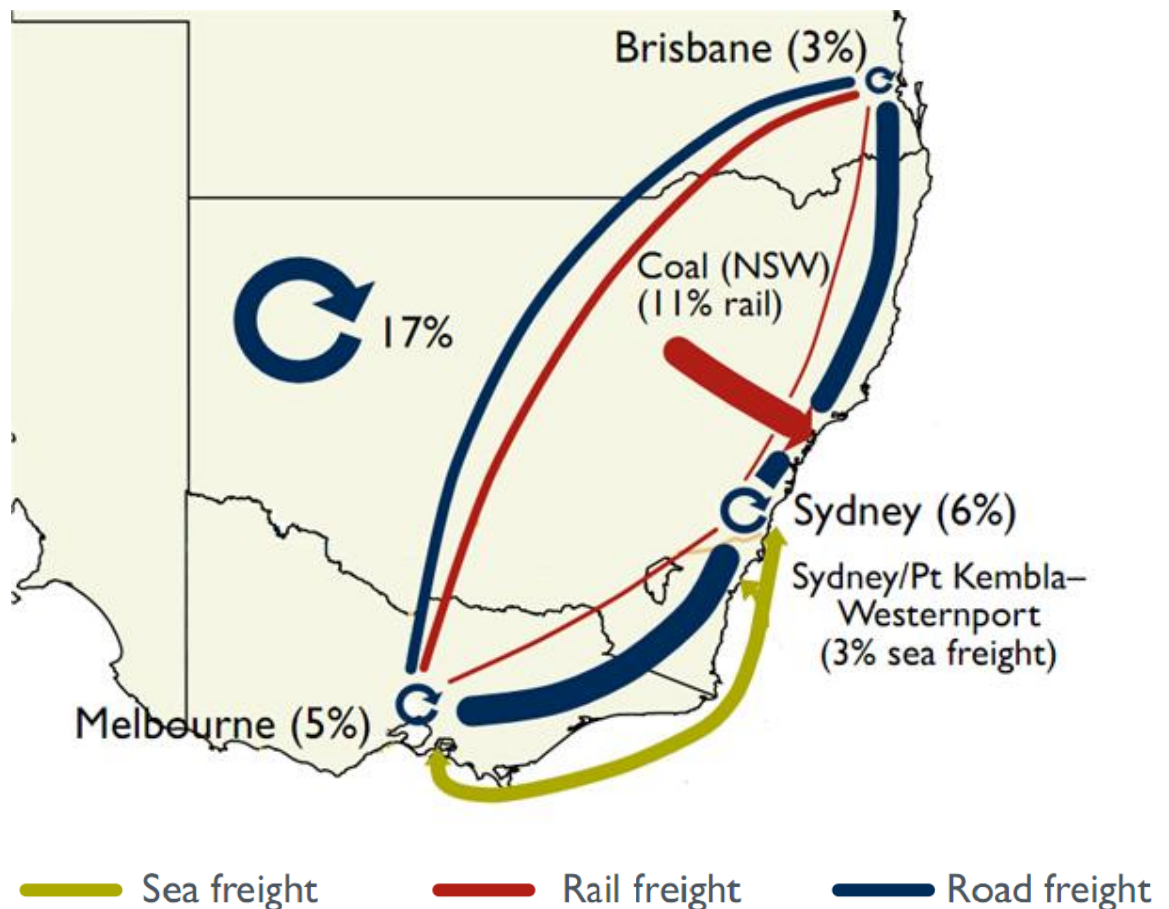 Brisbane (3%)
Coal (NSW)
(11% rail)
17%
Sydney (6%)
Sydney/Pt Kembla–
Westernport
(3% sea freight)
Melbourne (5%)
Sea freight
Rail freight
Road freight